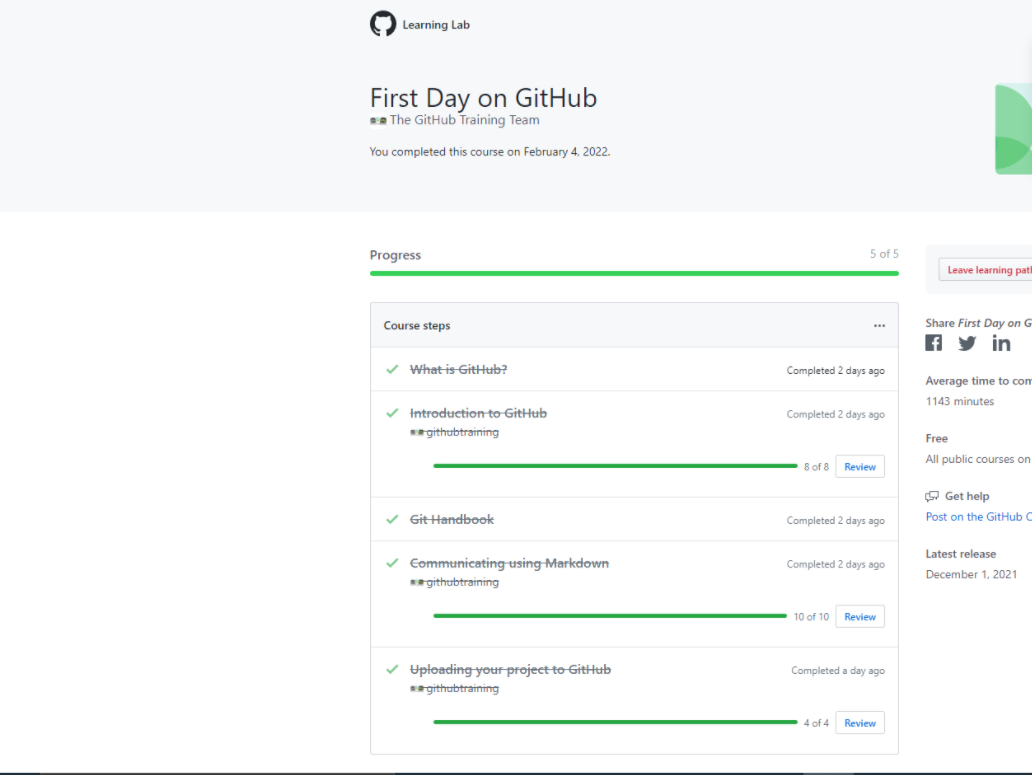 Learning Lab
First Day on GitHub
The GitHub Training Team
You completed this course on February 4, 2022.
Progress
5 of 5
Leave learning path
Course steps
...
What is GitHub?
Completed 2 days ago
Introduction to GitHub
Completed 2 days ago
githubtraining
8 of 8
Review
Git Handbook
Completed 2 days ago
Communicating using Markdown
Completed 2 days ago
githubtraining
10 of 10
Review
Uploading your project to GitHub
Completed a day ago
githubtraining
4 of 4
Review
Share First Day on G
Average time to com
1143 minutes
Free
All public courses on
Get help
Post on the GitHub C
Latest release
December 1, 2021